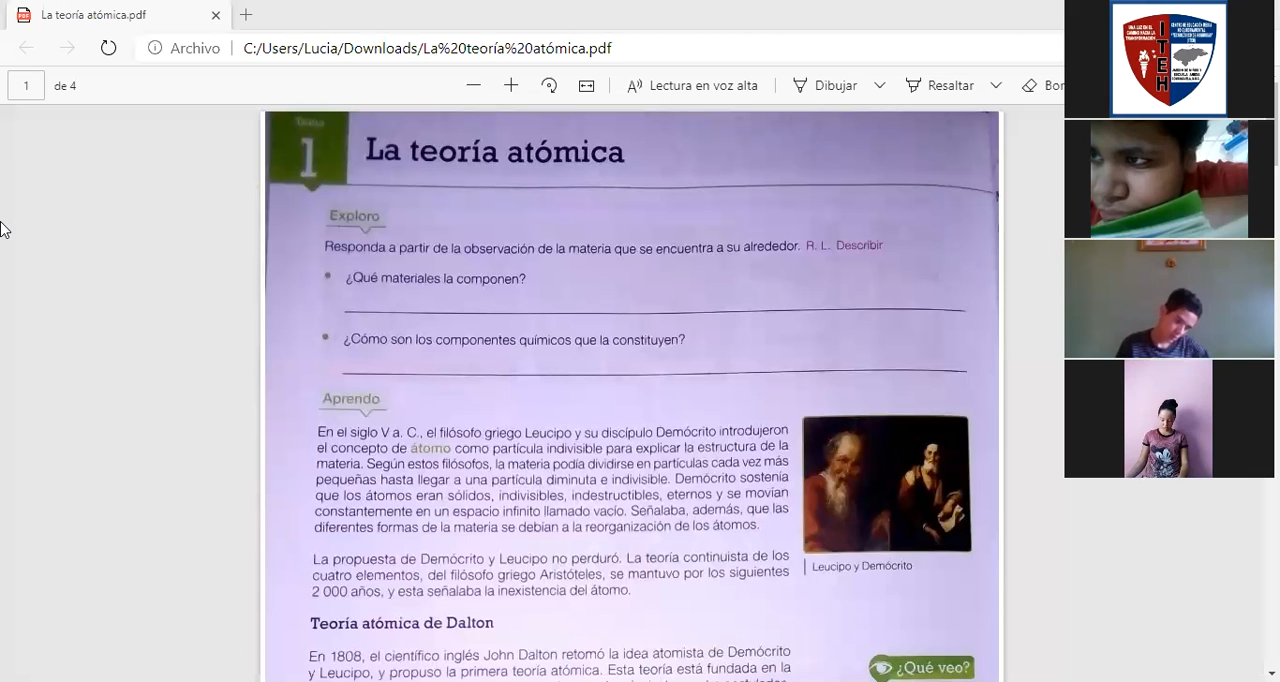 La teoría atómica.pdf
Archivo
C:/Users/Lucia/Downloads/La%20teoría%20atómica.pdf
1
de 4
Lectura en voz alta
Dibujar
Resaltar
Tema
1
La teoría atómica
Exploro
Responda a partir de la observación de la materia que se encuentra a su alrededor. R. L. Describir
¿Qué materiales la componen?
¿Cómo son los componentes químicos que la constituyen?
Aprendo
En el siglo V a. C., el filósofo griego Leucipo y su discípulo Demócrito introdujeron
el concepto de átomo como partícula indivisible para explicar la estructura de la
materia. Según estos filósofos, la materia podía dividirse en partículas cada vez más
pequeñas hasta llegar a una partícula diminuta e indivisible. Demócrito sostenía
que los átomos eran sólidos, indivisibles, indestructibles, eternos y se movían
constantemente en un espacio infinito llamado vacío. Señalaba, además, que las
diferentes formas de la materia se debían a la reorganización de los átomos.
Leucipo y Demócrito
La propuesta de Demócrito y Leucipo no perduró. La teoría continuista de los
cuatro elementos, del filósofo griego Aristóteles, se mantuvo por los siguientes
2 000 años, y esta señalaba la inexistencia del átomo.
Teoría atómica de Dalton
En 1808, el científico inglés John Dalton retomó la idea atomista de Demócrito
y Leucipo, y propuso la primera teoría atómica. Esta teoría está fundada en la
¿Qué veo?
UNA LUZ EN EL
CAMINO HACIA LA
TRANSFORMACIÓN
ITEH